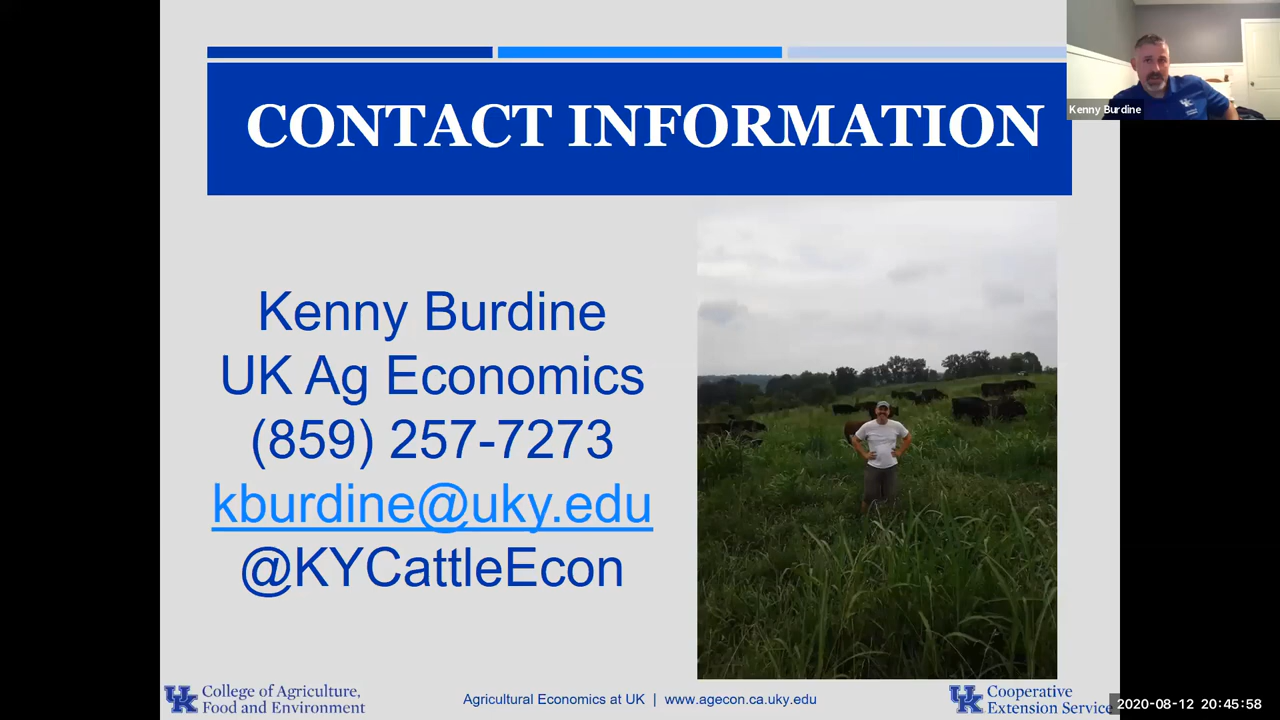 CONTACT INFORMATION
Kenny Burdine
Kenny Burdine
UK Ag Economics
(859) 257-7273
kburdine@uky.edu
@KYCattleEcon
UK College of Agriculture,
Food and Environment
Agricultural Economics at UK | www.agecon.ca.uky.edu
UK Cooperative
Extension Service
2020-08-12 20:45:58